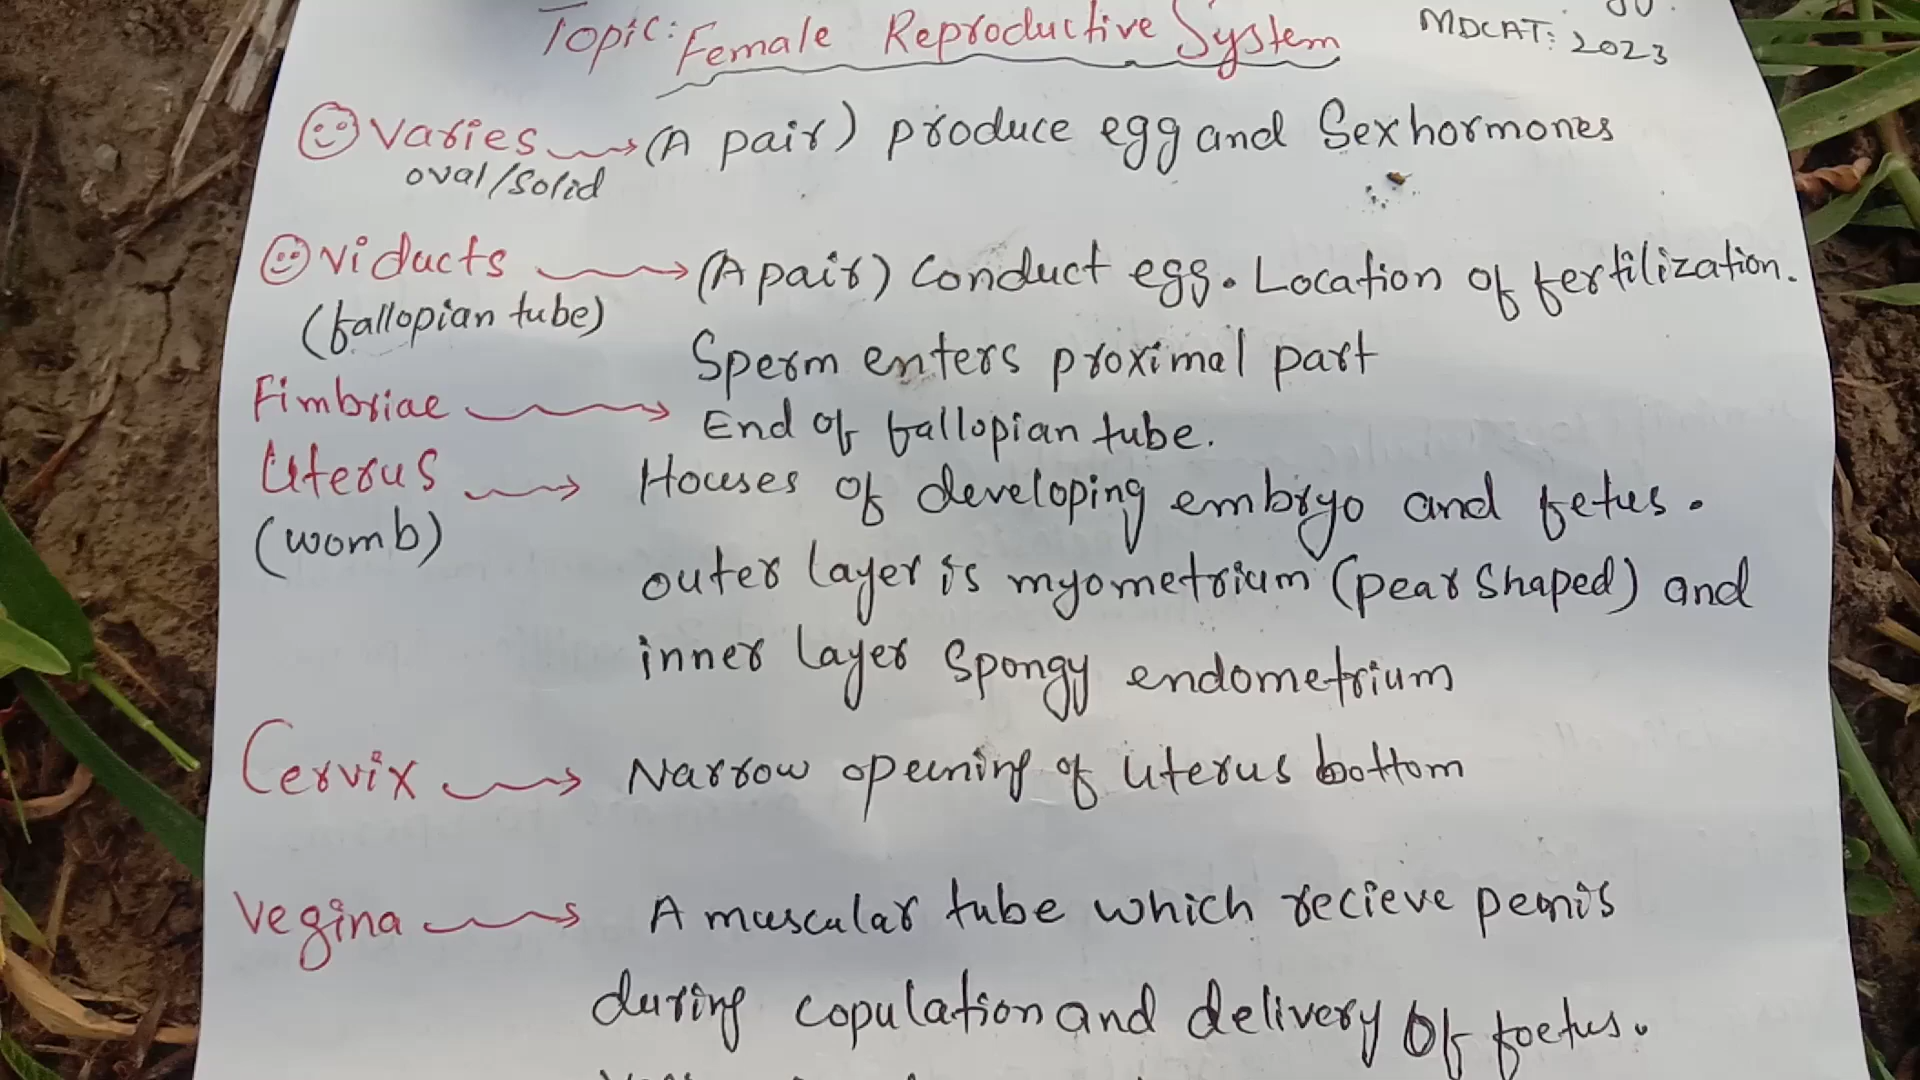 Topic: Female Reproductive System
MDCAT: 2023
Ovaries → (A pair) produce egg and Sex hormones
oval/solid
Oviducts → (A pair) Conduct egg. Location of fertilization.
(fallopian tube)
Sperm enters proximal part
Fimbriae → End of fallopian tube.
Uterus → Houses of developing embryo and fetus.
(womb)
outer layer is myometrium (pear shaped) and
inner layer Spongy endometrium
Cervix → Narrow opening of uterus bottom
Vegina → A muscular tube which recieve penis
during copulation and delivery of foetus.